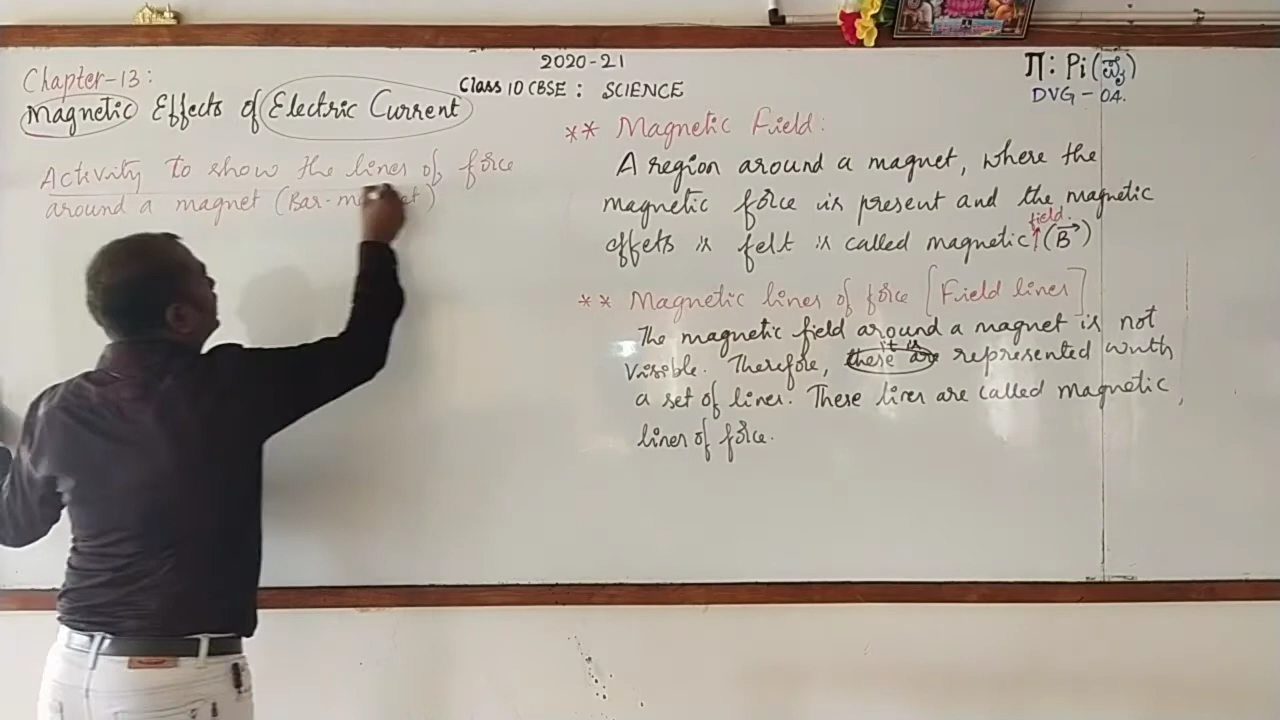 2020-21
Class 10 CBSE : SCIENCE
Π: Pi (ಪೈ)
DVG - 04.
Chapter-13:
Magnetic Effects of Electric Current
Activity to show the lines of force
around a magnet (Bar-magnet)
** Magnetic Field:
A region around a magnet, where the
magnetic force is present and the magnetic
field.
effets is felt is called magnetic ↑ (B⃗)
** Magnetic lines of force [Field lines]
The magnetic field around a magnet is not
it is
visible. Therefore, these are represented with
a set of lines. These lines are called magnetic
lines of force.